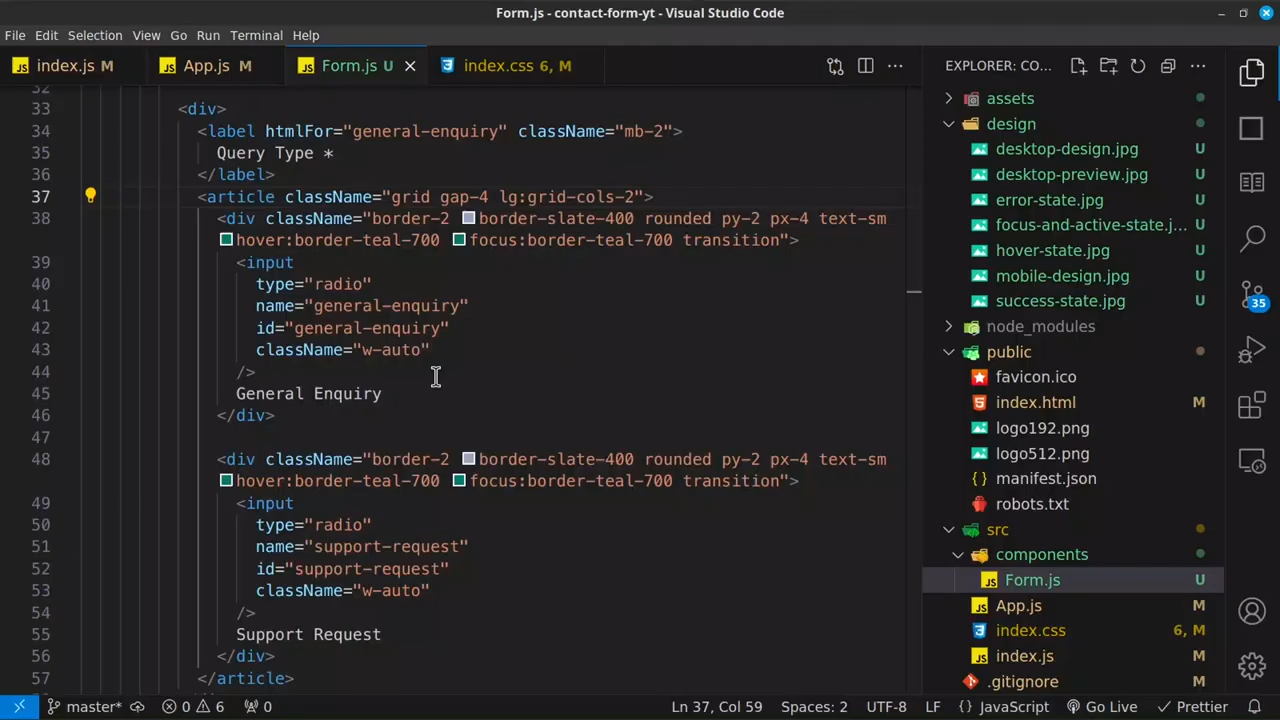 Form.js - contact-form-yt - Visual Studio Code
File Edit Selection View Go Run Terminal Help
index.js M
App.js M
Form.js U
index.css 6, M
EXPLORER: CO...
33 <div>
34 <label htmlFor="general-enquiry" className="mb-2">
35 Query Type *
36 </label>
37 <article className="grid gap-4 lg:grid-cols-2">
38 <div className="border-2 border-slate-400 rounded py-2 px-4 text-sm
hover:border-teal-700 focus:border-teal-700 transition">
39 <input
40 type="radio"
41 name="general-enquiry"
42 id="general-enquiry"
43 className="w-auto"
44 />
45 General Enquiry
46 </div>
47
48 <div className="border-2 border-slate-400 rounded py-2 px-4 text-sm
hover:border-teal-700 focus:border-teal-700 transition">
49 <input
50 type="radio"
51 name="support-request"
52 id="support-request"
53 className="w-auto"
54 />
55 Support Request
56 </div>
57 </article>
assets
design
desktop-design.jpg U
desktop-preview.jpg U
error-state.jpg U
focus-and-active-state.j... U
hover-state.jpg U
mobile-design.jpg U
success-state.jpg U
node_modules
public
favicon.ico
index.html M
logo192.png
logo512.png
manifest.json
robots.txt
src
components
Form.js U
App.js M
index.css 6, M
index.js M
.gitignore M
35
master* 0 6 0 Ln 37, Col 59 Spaces: 2 UTF-8 LF {} JavaScript Go Live Prettier